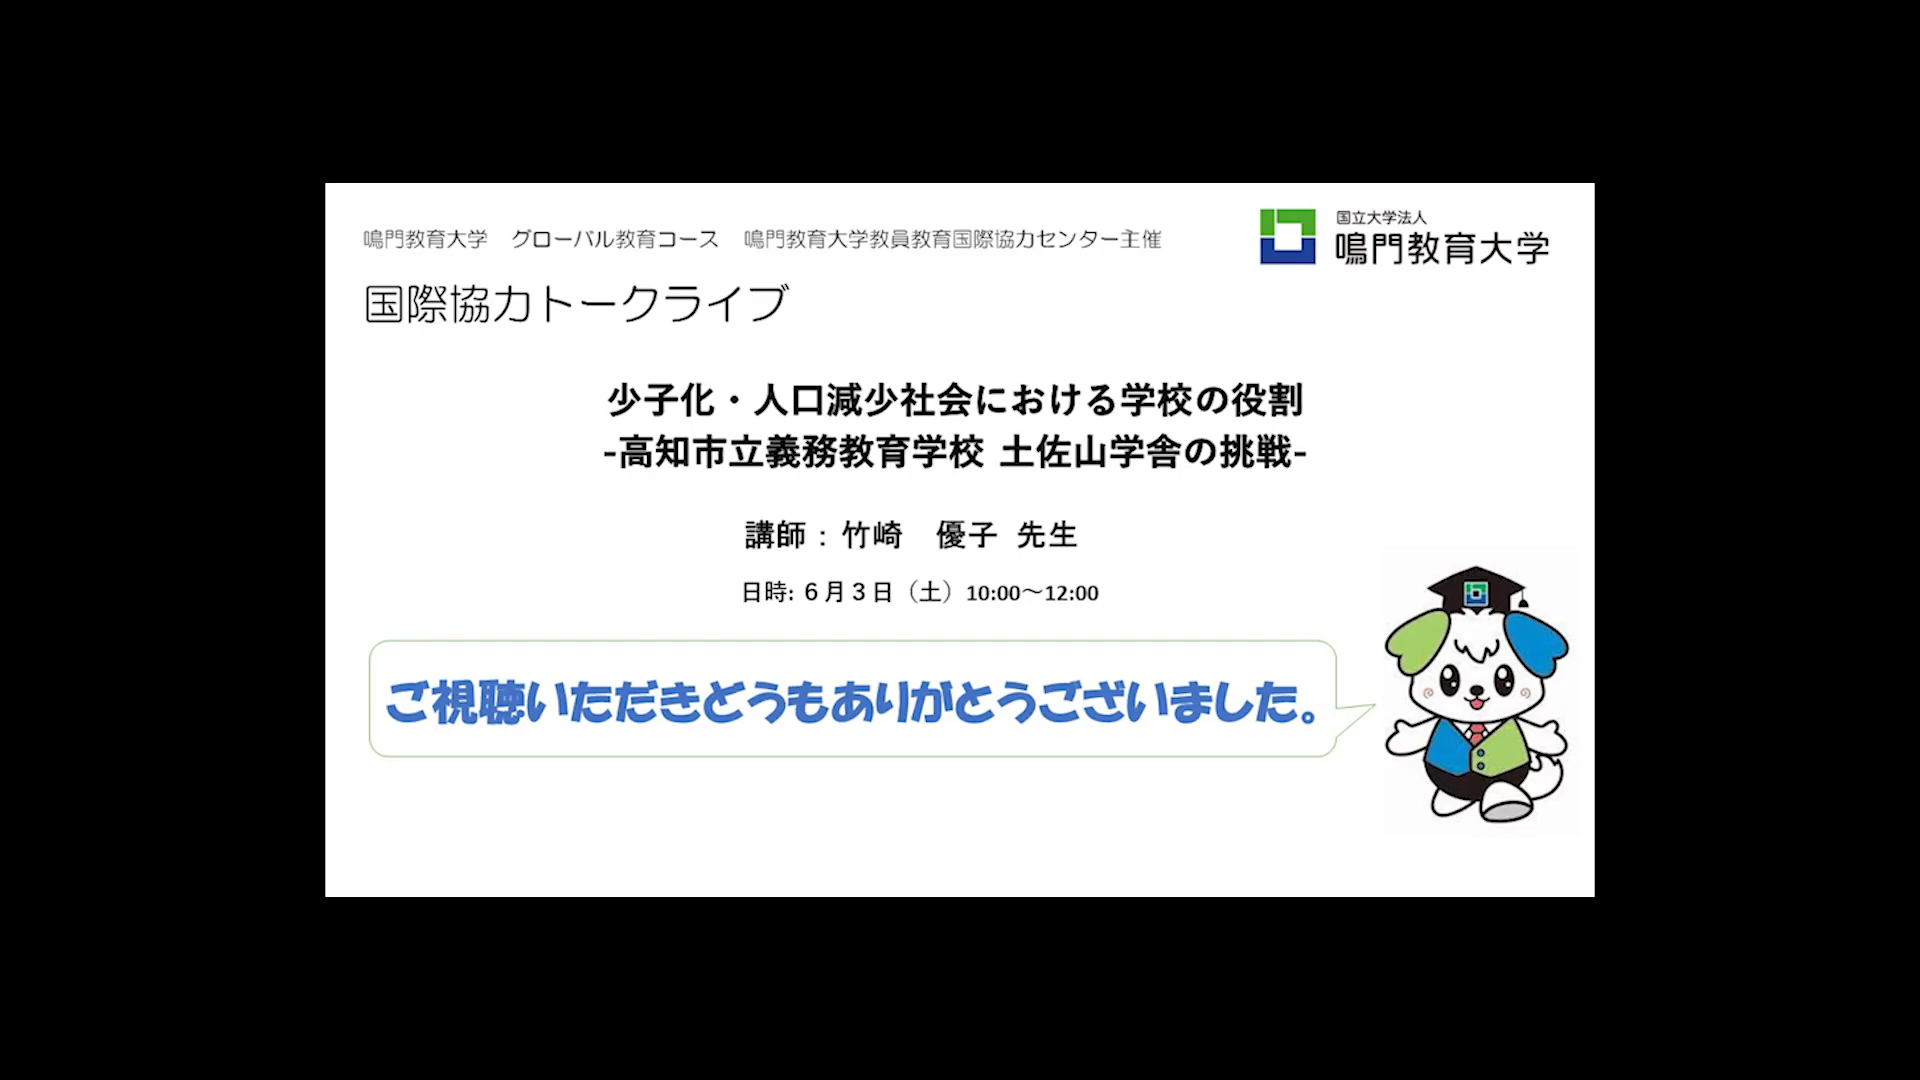 鳴門教育大学　グローバル教育コース　鳴門教育大学教員教育国際協力センター主催
国立大学法人
鳴門教育大学
国際協力トークライブ
少子化・人口減少社会における学校の役割
-高知市立義務教育学校 土佐山学舎の挑戦-
講師：竹崎　優子 先生
日時: ６月３日（土）10:00～12:00
ご視聴いただきどうもありがとうございました。